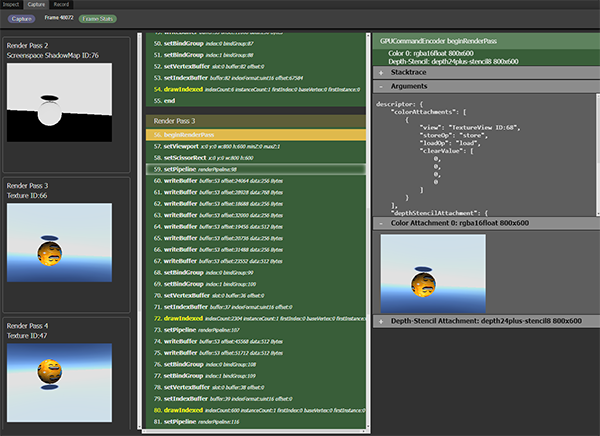 Inspect Capture Record
Capture Frame 48072 Frame Stats
Render Pass 2
Screenspace ShadowMap ID:76
Render Pass 3
Texture ID:66
Render Pass 4
Texture ID:47
50. setBindGroup index:0 bindGroup:87
51. setBindGroup index:1 bindGroup:88
52. setVertexBuffer slot:0 buffer:82 offset:0
53. setIndexBuffer buffer:82 indexFormat:uint16 offset:67584
54. drawIndexed indexCount:6 instanceCount:1 firstIndex:0 baseVertex:0 firstInstance:0
55. end
Render Pass 3
56. beginRenderPass
57. setViewport x:0 y:0 w:800 h:600 minZ:0 maxZ:1
58. setScissorRect x:0 y:0 w:800 h:600
59. setPipeline renderPipeline:98
60. writeBuffer buffer:53 offset:24064 data:256 Bytes
61. writeBuffer buffer:53 offset:28928 data:768 Bytes
62. writeBuffer buffer:53 offset:18688 data:256 Bytes
63. writeBuffer buffer:53 offset:32000 data:256 Bytes
64. writeBuffer buffer:53 offset:19456 data:512 Bytes
65. writeBuffer buffer:53 offset:20736 data:256 Bytes
66. writeBuffer buffer:53 offset:31488 data:256 Bytes
67. writeBuffer buffer:53 offset:23552 data:512 Bytes
68. setBindGroup index:0 bindGroup:99
69. setBindGroup index:1 bindGroup:100
70. setVertexBuffer slot:0 buffer:36 offset:0
71. setIndexBuffer buffer:37 indexFormat:uint16 offset:0
72. drawIndexed indexCount:2304 instanceCount:1 firstIndex:0 baseVertex:0 firstInstance:0
73. setPipeline renderPipeline:107
74. writeBuffer buffer:53 offset:45568 data:512 Bytes
75. writeBuffer buffer:53 offset:51712 data:512 Bytes
76. setBindGroup index:0 bindGroup:108
77. setBindGroup index:1 bindGroup:109
78. setVertexBuffer slot:0 buffer:38 offset:0
79. setIndexBuffer buffer:39 indexFormat:uint16 offset:0
80. drawIndexed indexCount:600 instanceCount:1 firstIndex:0 baseVertex:0 firstInstance:0
81. setPipeline renderPipeline:116
GPUCommandEncoder beginRenderPass
Color 0: rgba16float 800x600
Depth-Stencil: depth24plus-stencil8 800x600
+ Stacktrace
- Arguments
descriptor: {
"colorAttachments": [
{
"view": "TextureView ID:68",
"storeOp": "store",
"loadOp": "load",
"clearValue": [
0,
0,
0,
0
]
}
],
"depthStencilAttachment": {
- Color Attachment 0: rgba16float 800x600
+ Depth-Stencil Attachment: depth24plus-stencil8 800x600